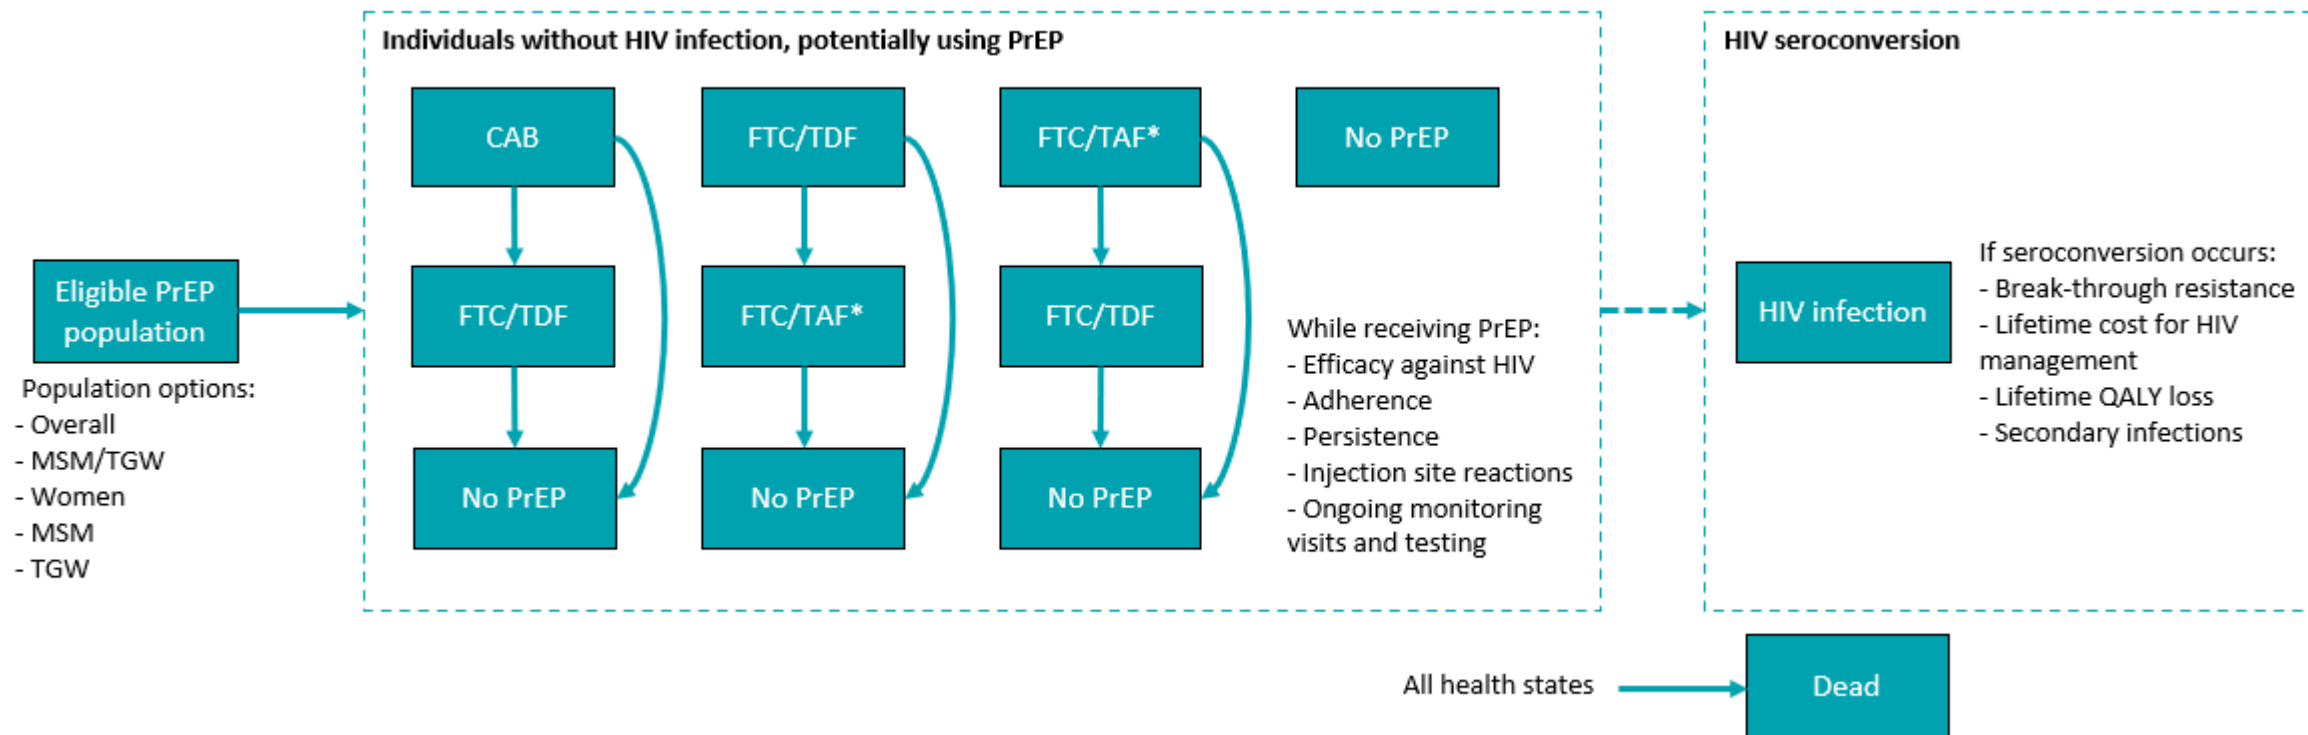 Individuals without HIV infection, potentially using PrEP
HIV seroconversion
CAB
FTC/TDF
FTC/TAF*
No PrEP
Eligible PrEP
population
Population options:
- Overall
- MSM/TGW
- Women
- MSM
- TGW
FTC/TDF
FTC/TAF*
FTC/TDF
No PrEP
No PrEP
No PrEP
While receiving PrEP:
- Efficacy against HIV
- Adherence
- Persistence
- Injection site reactions
- Ongoing monitoring
visits and testing
HIV infection
If seroconversion occurs:
- Break-through resistance
- Lifetime cost for HIV
management
- Lifetime QALY loss
- Secondary infections
All health states
Dead